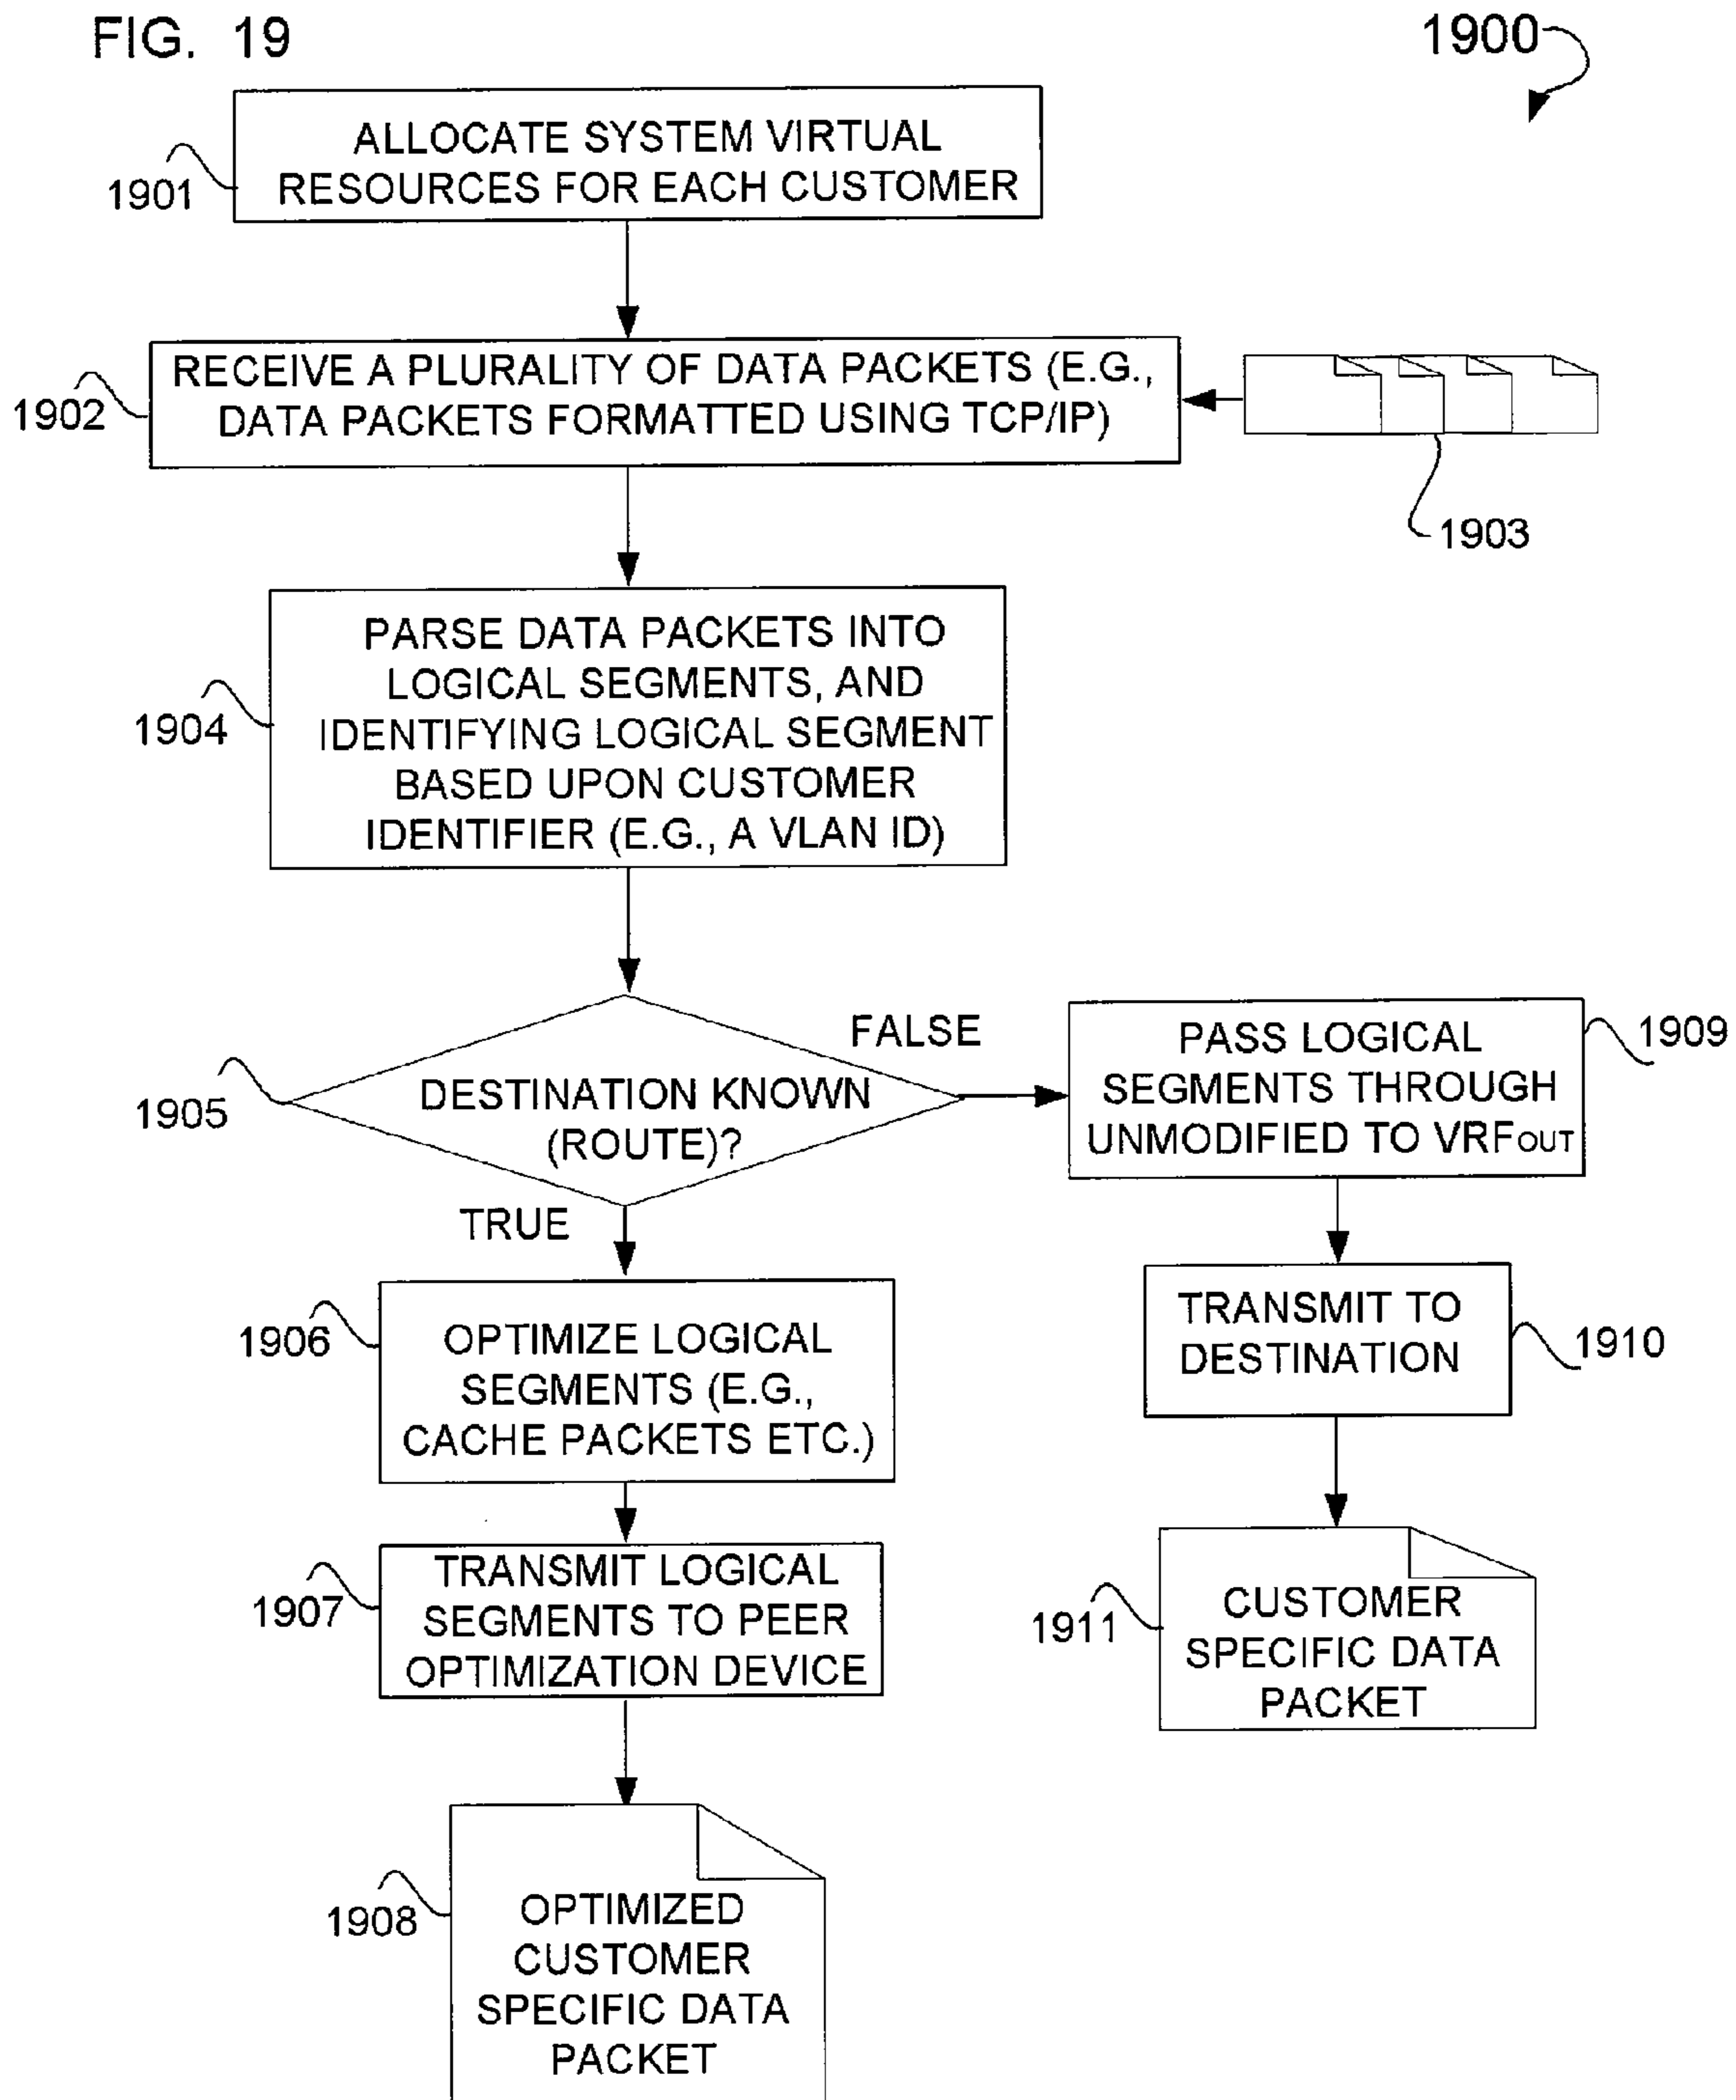 FIG. 19
1900
ALLOCATE SYSTEM VIRTUAL
RESOURCES FOR EACH CUSTOMER
1901
RECEIVE A PLURALITY OF DATA PACKETS (E.G.,
DATA PACKETS FORMATTED USING TCP/IP)
1902
1903
PARSE DATA PACKETS INTO
LOGICAL SEGMENTS, AND
IDENTIFYING LOGICAL SEGMENT
BASED UPON CUSTOMER
IDENTIFIER (E.G., A VLAN ID)
1904
DESTINATION KNOWN
(ROUTE)?
1905
FALSE
TRUE
PASS LOGICAL
SEGMENTS THROUGH
UNMODIFIED TO VRFOUT
1909
OPTIMIZE LOGICAL
SEGMENTS (E.G.,
CACHE PACKETS ETC.)
1906
TRANSMIT TO
DESTINATION
1910
TRANSMIT LOGICAL
SEGMENTS TO PEER
OPTIMIZATION DEVICE
1907
CUSTOMER
SPECIFIC DATA
PACKET
1911
OPTIMIZED
CUSTOMER
SPECIFIC DATA
PACKET
1908